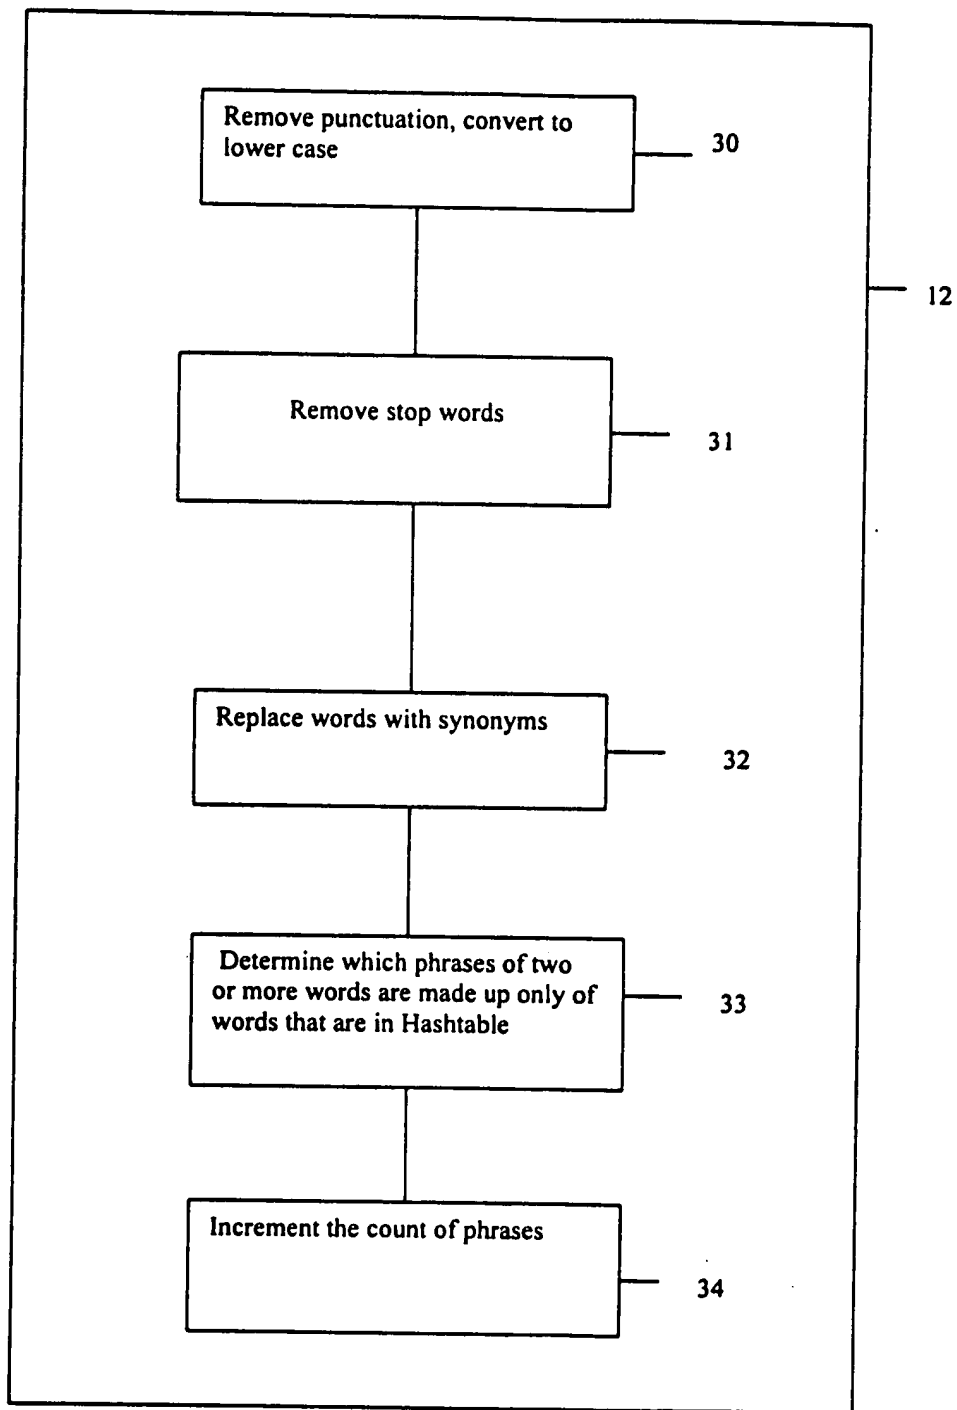 Remove punctuation, convert to
lower case
30
12
Remove stop words
31
Replace words with synonyms
32
Determine which phrases of two
or more words are made up only of
words that are in Hashtable
33
Increment the count of phrases
34